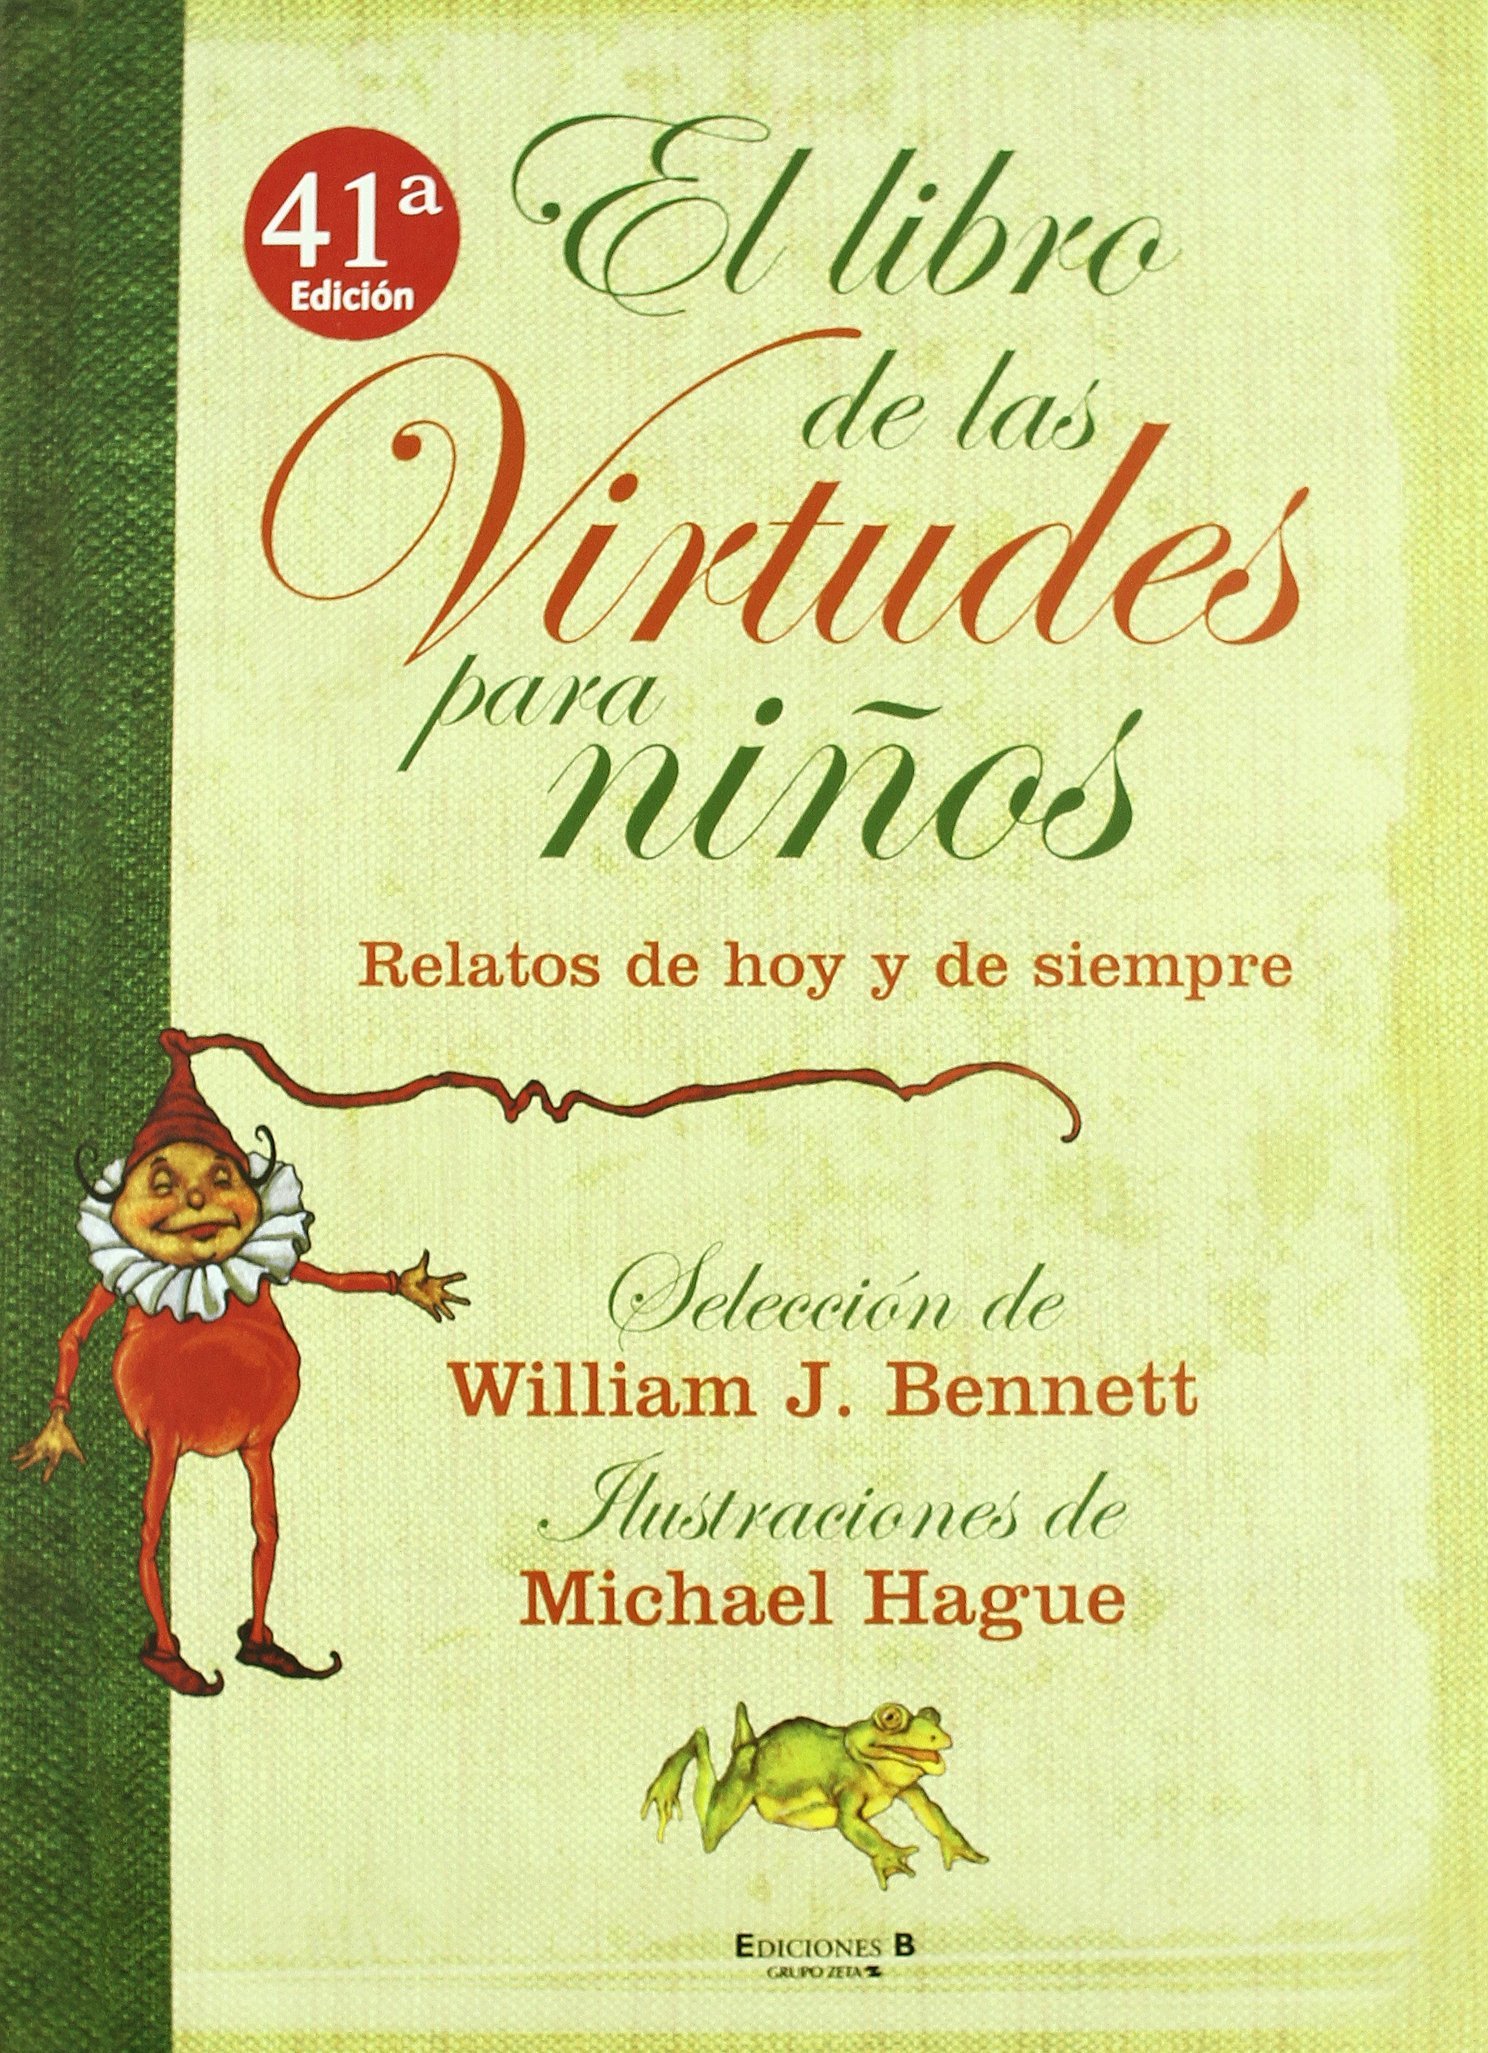 41ª
Edición
El libro
de las
Virtudes
para
niños
Relatos de hoy y de siempre
Selección de
William J. Bennett
Ilustraciones de
Michael Hague
EDICIONES B
GRUPO ZETA